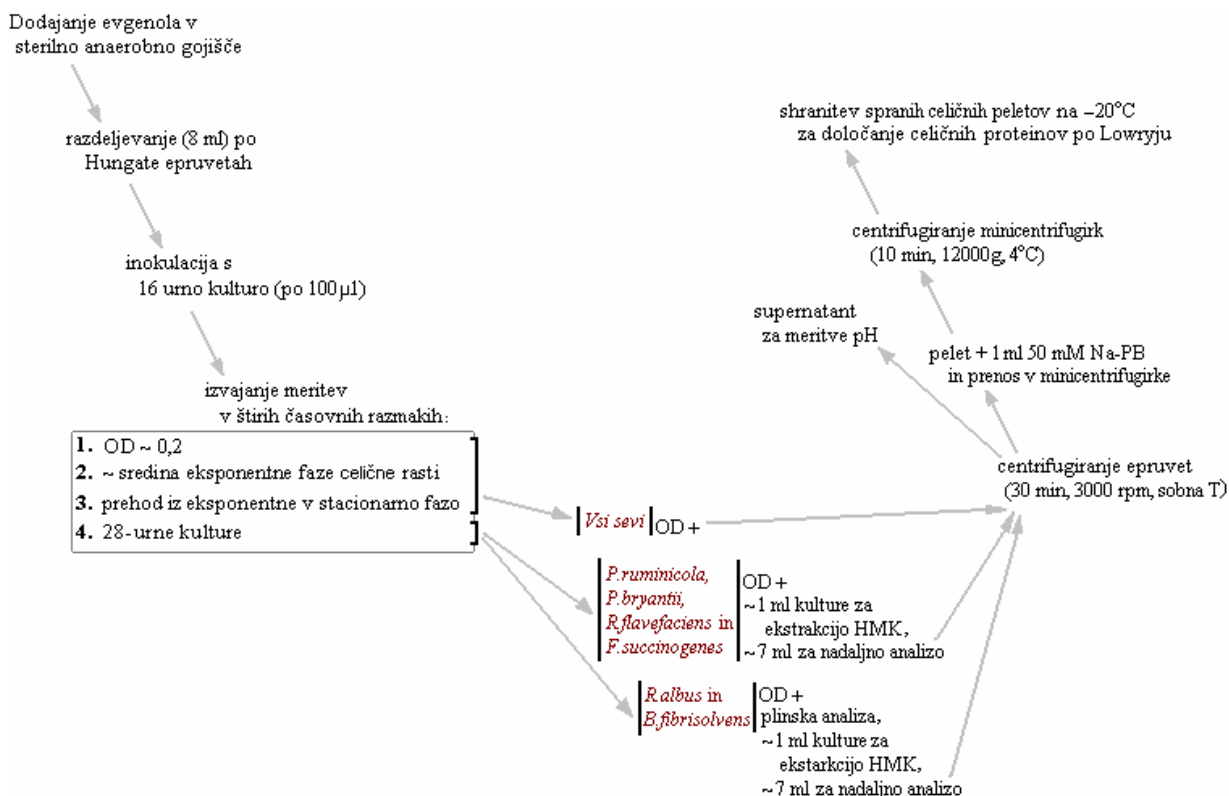 Dodajanje evgenola v
sterilno anaerobno gojišče
razdeljevanje (8 ml) po
Hungate epruvetah
inokulacija s
16 urno kulturo (po 100 µl)
izvajanje meritev
v štirih časovnih razmakih:
1. OD ~ 0,2
2. ~ sredina eksponentne faze celične rasti
3. prehod iz eksponentne v stacionarno fazo
4. 28-urne kulture
Vsi sevi OD +
P.ruminicola,
P.bryantii,
R.flavefaciens in
F.succinogenes
OD +
~1 ml kulture za
ekstrakcijo HMK,
~7 ml za nadaljno analizo
R.albus in
B.fibrisolvens
OD +
plinska analiza,
~1 ml kulture za
ekstarkcijo HMK,
~7 ml za nadaljno analizo
centrifugiranje epruvet
(30 min, 3000 rpm, sobna T)
supernatant
za meritve pH
pelet + 1 ml 50 mM Na-PB
in prenos v minicentrifugirke
centrifugiranje minicentrifugirk
(10 min, 12000g, 4°C)
shranitev spranih celičnih peletov na –20°C
za določanje celičnih proteinov po Lowryju